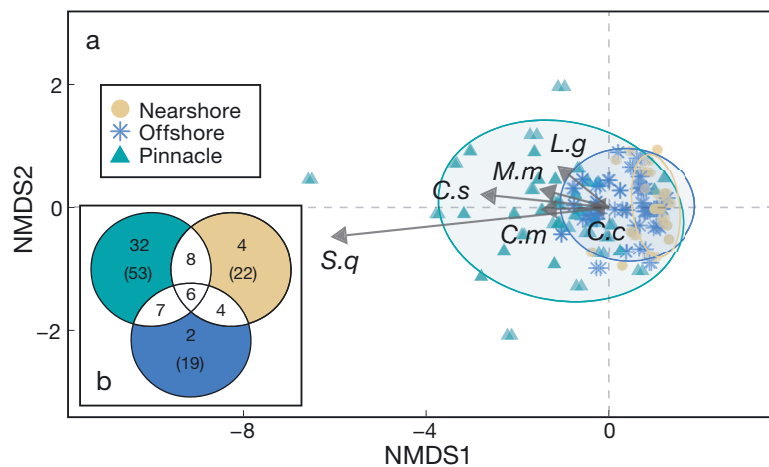 a
2
0
−2
NMDS2
Nearshore
Offshore
Pinnacle
L.g
M.m
C.s
C.m
C.c
S.q
32
(53)
8
4
(22)
6
7
4
2
(19)
b
−8
−4
0
NMDS1